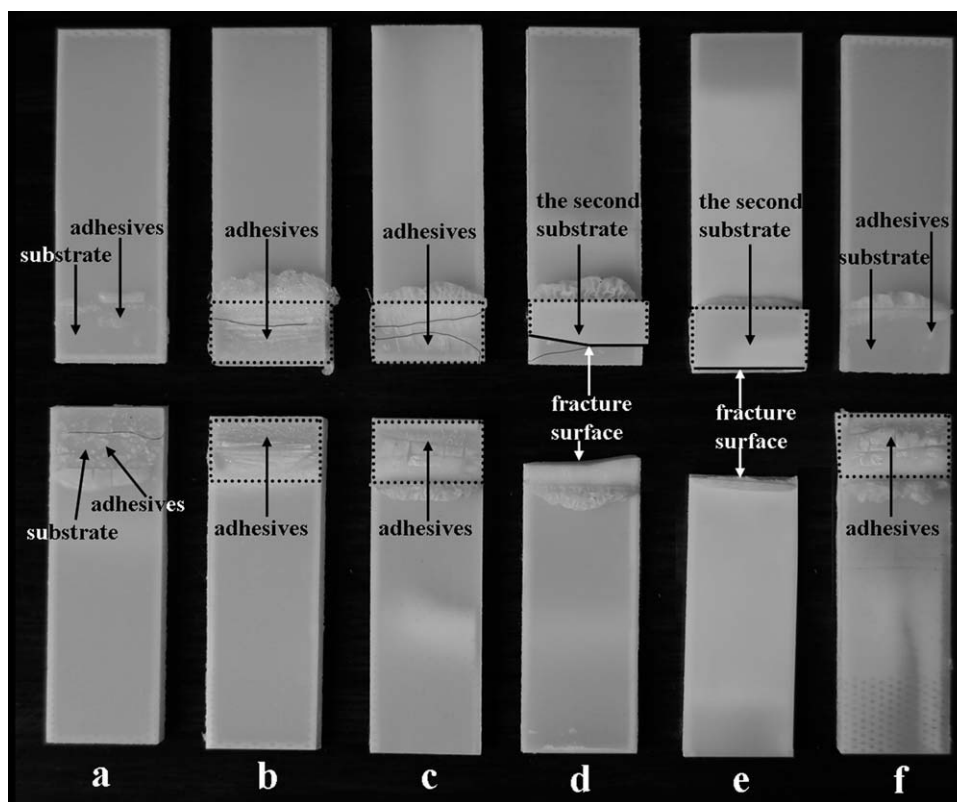 adhesives
substrate
adhesives
adhesives
the second
substrate
the second
substrate
adhesives
substrate
fracture
surface
fracture
surface
adhesives
substrate
adhesives
adhesives
adhesives
a
b
c
d
e
f